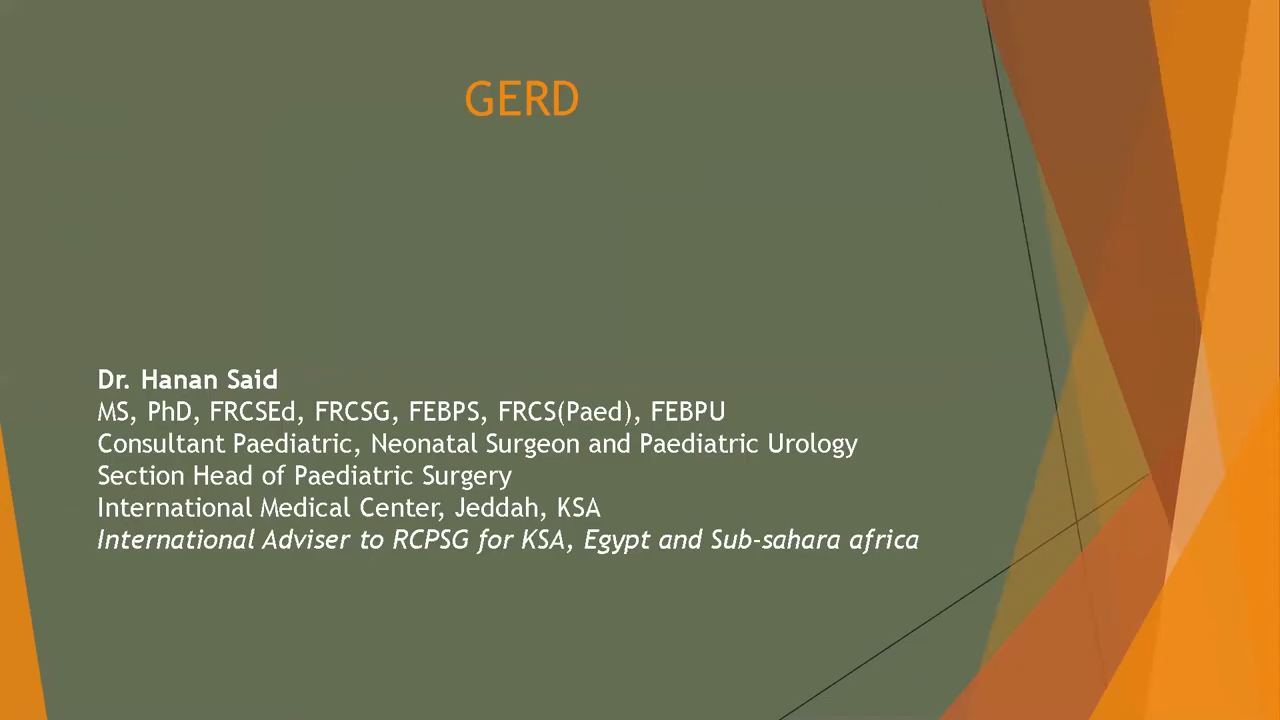 GERD
Dr. Hanan Said
MS, PhD, FRCSEd, FRCSG, FEBPS, FRCS(Paed), FEBPU
Consultant Paediatric, Neonatal Surgeon and Paediatric Urology
Section Head of Paediatric Surgery
International Medical Center, Jeddah, KSA
International Adviser to RCPSG for KSA, Egypt and Sub-sahara africa